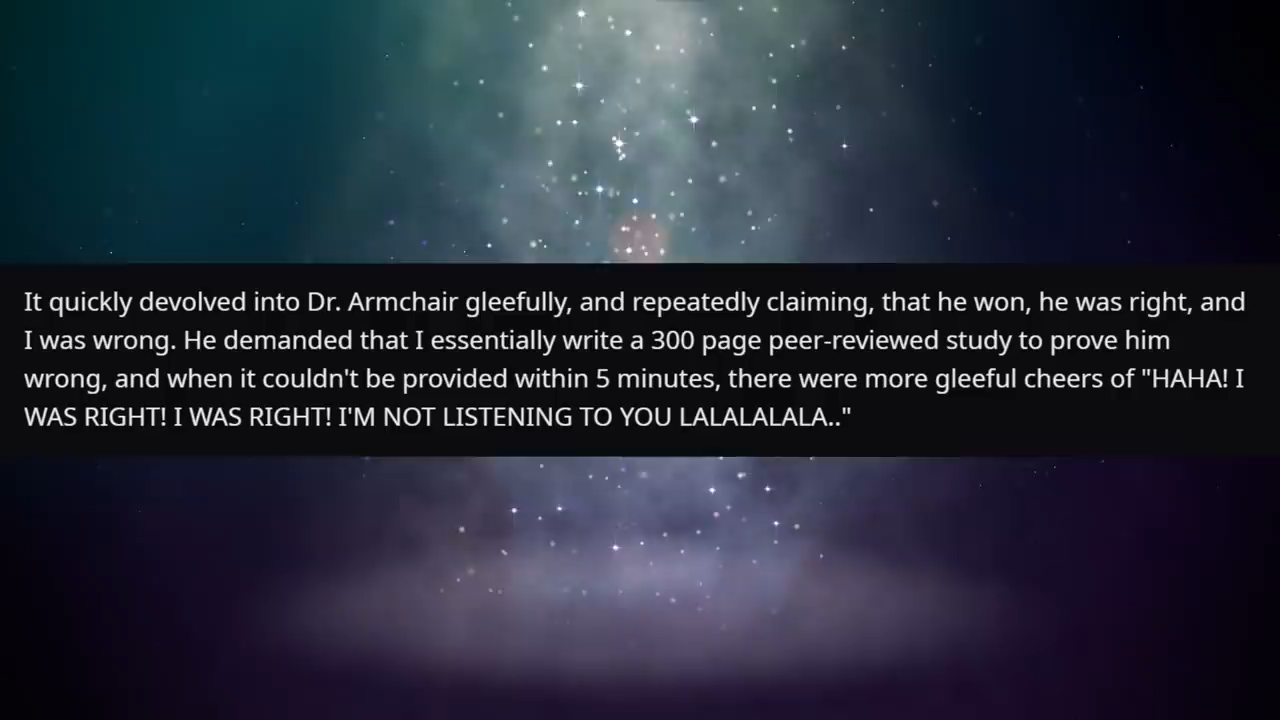 It quickly devolved into Dr. Armchair gleefully, and repeatedly claiming, that he won, he was right, and
I was wrong. He demanded that I essentially write a 300 page peer-reviewed study to prove him
wrong, and when it couldn't be provided within 5 minutes, there were more gleeful cheers of "HAHA! I
WAS RIGHT! I WAS RIGHT! I'M NOT LISTENING TO YOU LALALALALA.."